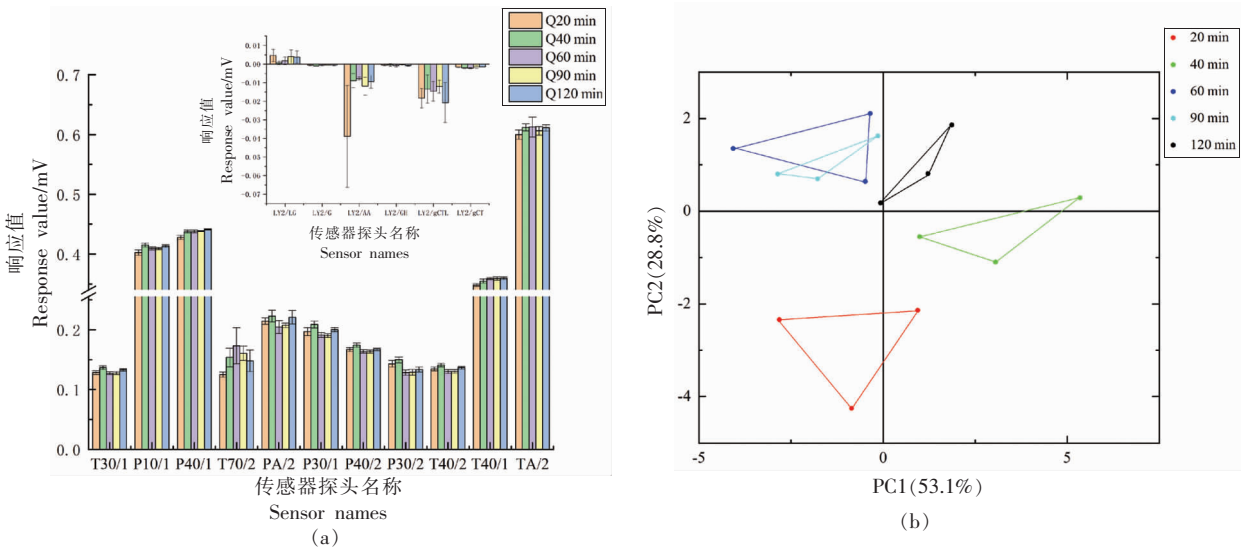 Q20 min
Q40 min
Q60 min
Q90 min
Q120 min
响应值
Response value/mV
0.7
0.6
0.5
0.4
0.22
0.1
0.0
响应值
Response value/mV
0.01
0.00
-0.01
-0.02
-0.03
-0.04
-0.05
-0.06
-0.07
LY2/LG LY2/G LY2/AA LY2/GH LY2/gCTL LY2/gCT
传感器探头名称
Sensor names
T30/1 P10/1 P40/1 T70/2 PA/2 P30/1 P40/2 P30/2 T40/2 T40/1 TA/2
传感器探头名称
Sensor names
(a)
20 min
40 min
60 min
90 min
120 min
PC2(28.8%)
2
0
-2
-4
-5 0 5
PC1(53.1%)
(b)